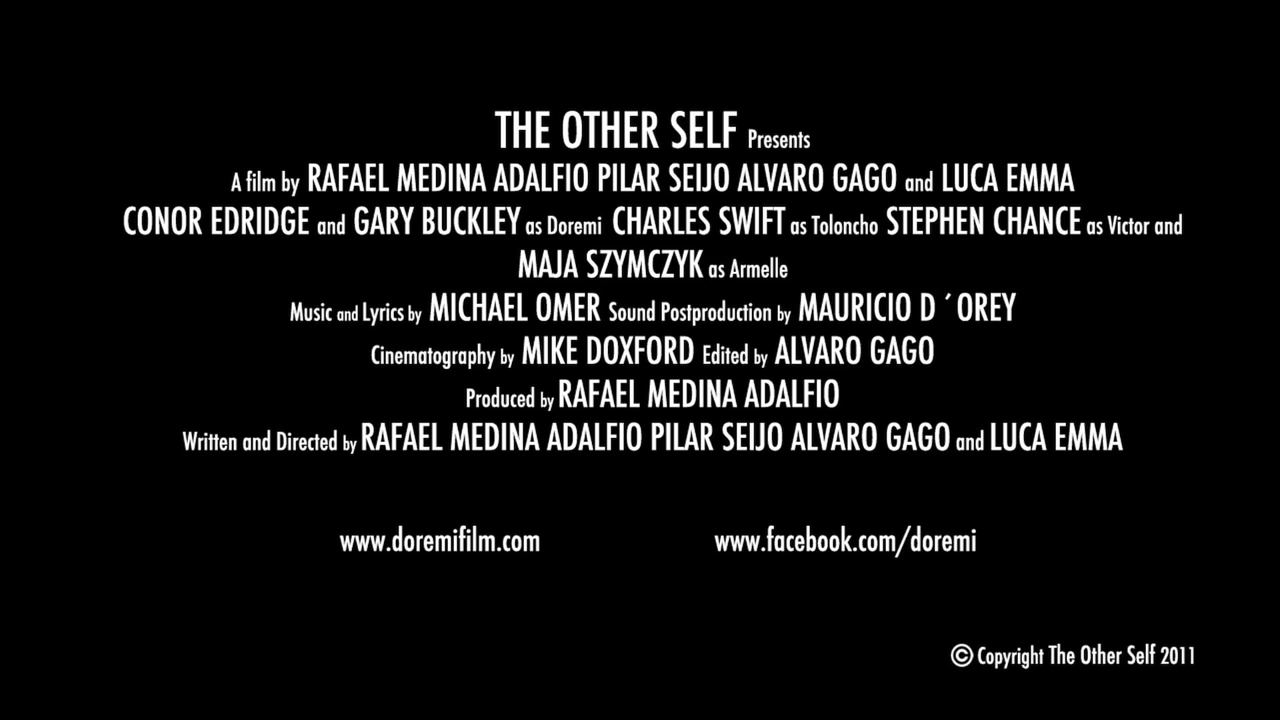 THE OTHER SELF Presents
A film by RAFAEL MEDINA ADALFIO PILAR SEIJO ALVARO GAGO and LUCA EMMA
CONOR EDRIDGE and GARY BUCKLEY as Doremi CHARLES SWIFT as Toloncho STEPHEN CHANCE as Victor and
MAJA SZYMCZYK as Armelle
Music and Lyrics by MICHAEL OMER Sound Postproduction by MAURICIO D ´OREY
Cinematography by MIKE DOXFORD Edited by ALVARO GAGO
Produced by RAFAEL MEDINA ADALFIO
Written and Directed by RAFAEL MEDINA ADALFIO PILAR SEIJO ALVARO GAGO and LUCA EMMA
www.doremifilm.com www.facebook.com/doremi
© Copyright The Other Self 2011